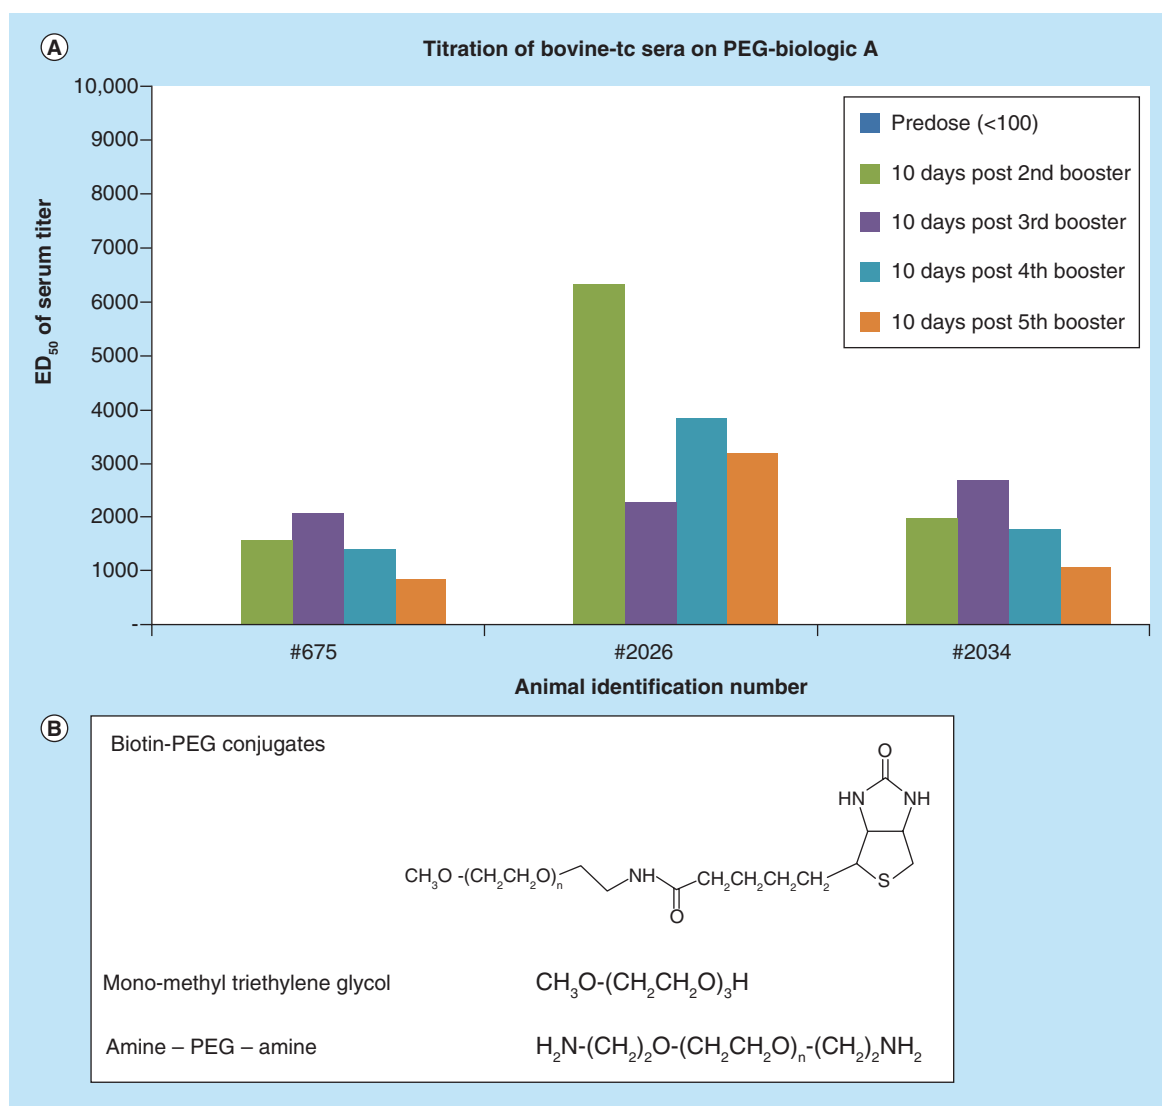 A
Titration of bovine-tc sera on PEG-biologic A
10,000
9000
8000
7000
6000
5000
4000
3000
2000
1000
-
ED50 of serum titer
Predose (<100)
10 days post 2nd booster
10 days post 3rd booster
10 days post 4th booster
10 days post 5th booster
#675 #2026 #2034
Animal identification number
B
Biotin-PEG conjugates
O
HN NH
CH3O -(CH2CH2O)n NH CH2CH2CH2CH2 S
O
Mono-methyl triethylene glycol CH3O-(CH2CH2O)3H
Amine – PEG – amine H2N-(CH2)2O-(CH2CH2O)n-(CH2)2NH2